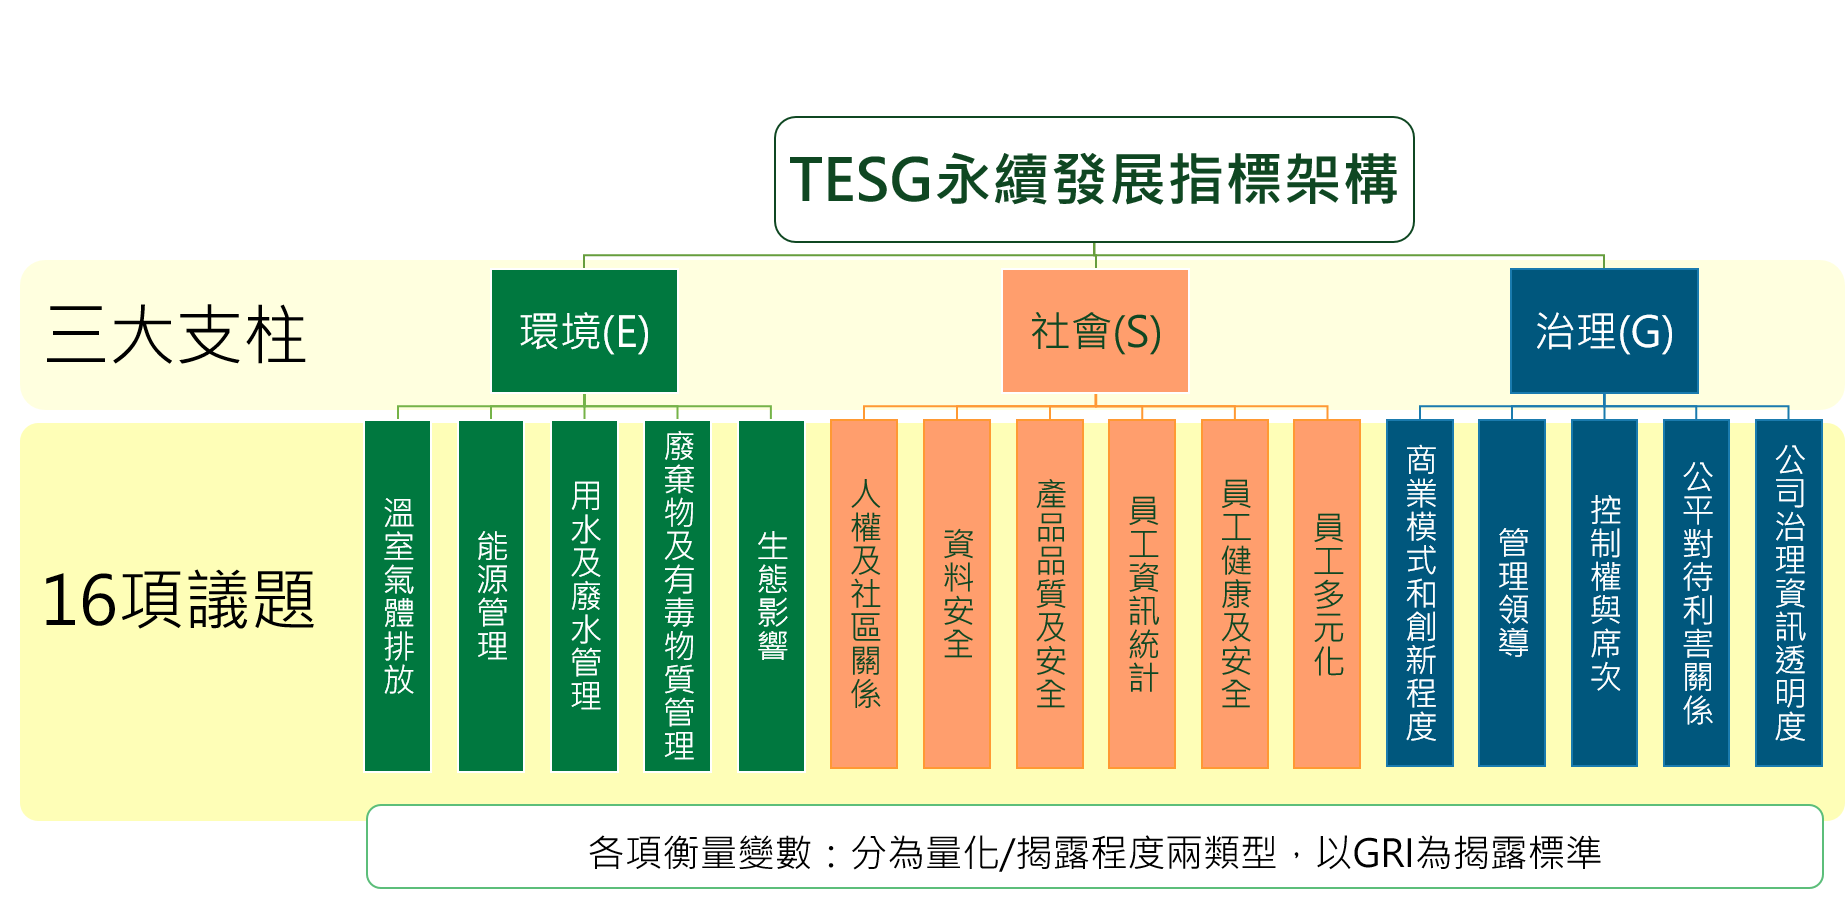 TESG永續發展指標架構
三大支柱
環境(E)
社會(S)
治理(G)
16項議題
溫室氣體排放
能源管理
用水及廢水管理
廢棄物及有毒物質管理
生態影響
人權及社區關係
資料安全
產品品質及安全
員工資訊統計
員工健康及安全
員工多元化
商業模式和創新程度
管理領導
控制權與席次
公平對待利害關係
公司治理資訊透明度
各項衡量變數：分為量化/揭露程度兩類型，以GRI為揭露標準